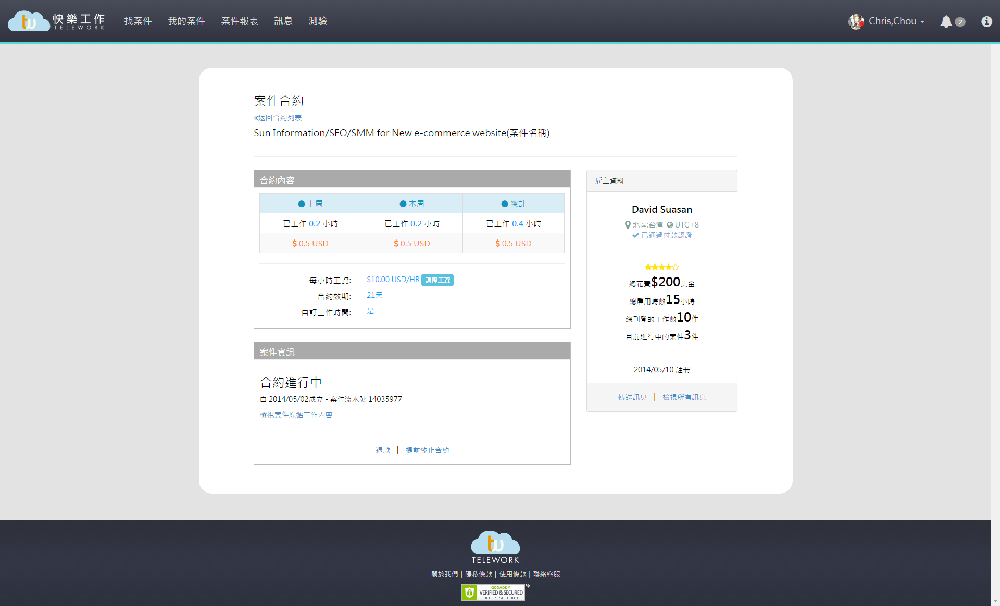 tw 快樂工作 TELEWORK
找案件 我的案件 案件報表 訊息 測驗
Chris,Chou 2
案件合約
«返回合約列表
Sun Information/SEO/SMM for New e-commerce website(案件名稱)
合約內容
上周 本周 總計
已工作 0.2 小時 已工作 0.2 小時 已工作 0.4 小時
$ 0.5 USD $ 0.5 USD $ 0.5 USD
每小時工資: $10.00 USD/HR 調降工資
合約效期: 21天
自訂工作時間: 是
案件資訊
合約進行中
自 2014/05/02成立 - 案件流水號 14035977
檢視案件原始工作內容
退款 | 提前終止合約
雇主資料
David Suasan
地區:台灣 UTC+8
已通過付款認證
總花費$200美金
總雇用時數15小時
總刊登的工作數10件
目前進行中的案件3件
2014/05/10 註冊
傳送訊息 | 檢視所有訊息
tw
TELEWORK
關於我們 | 隱私條款 | 使用條款 | 聯絡客服
GODADDY
VERIFIED & SECURED
VERIFY SECURITY